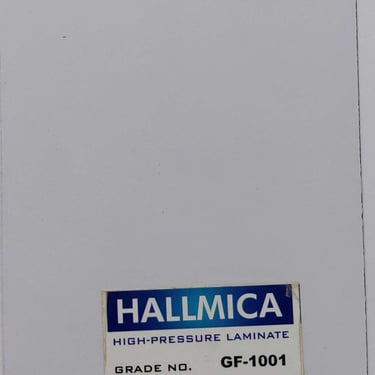 HALLMICA
HIGH-PRESSURE LAMINATE
GRADE NO. GF-1001